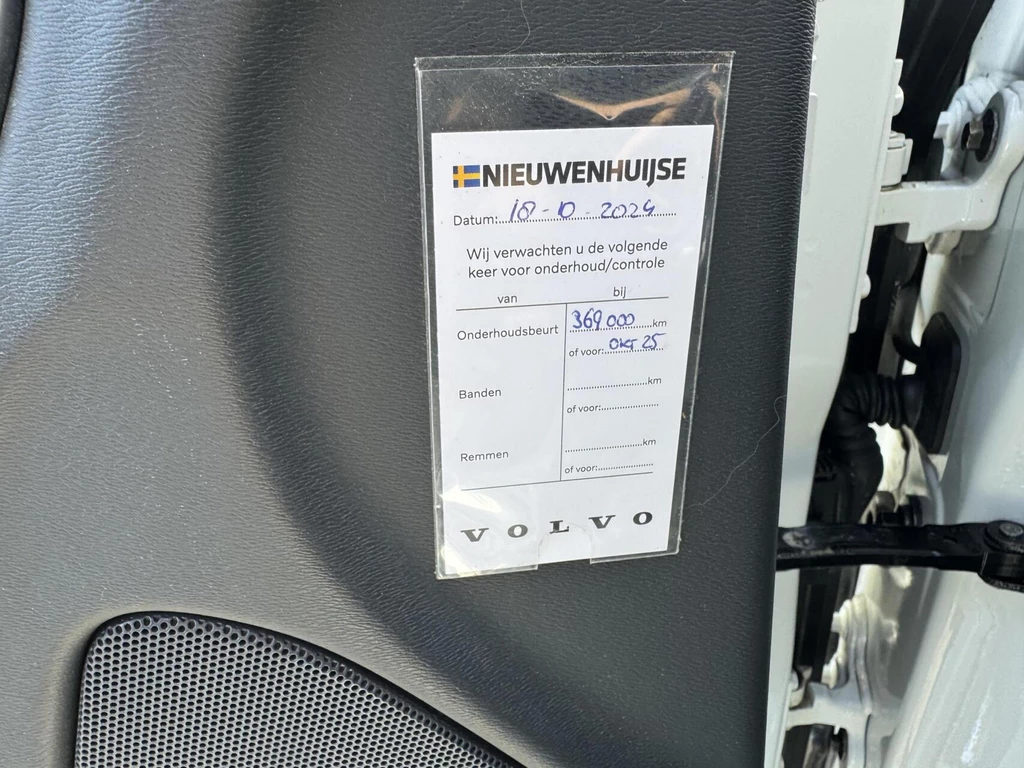 NIEUWENHUIJSE
Datum: 18-10-2024
Wij verwachten u de volgende
keer voor onderhoud/controle
van bij
Onderhoudsbeurt 369 000 km
of voor: OKT 25
Banden km
of voor:
Remmen km
of voor:
VOLVO